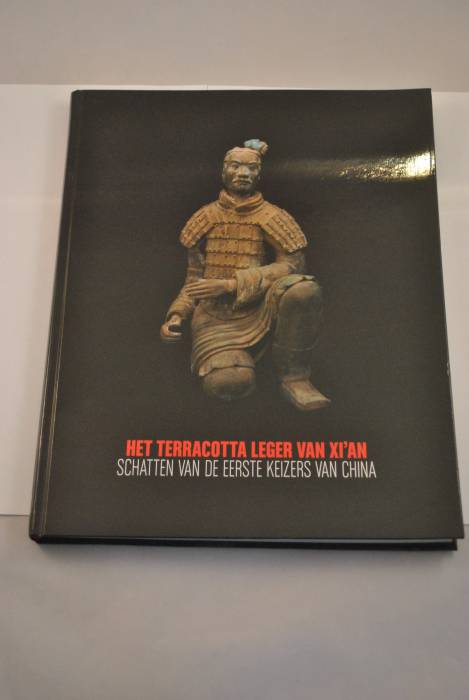 HET TERRACOTTA LEGER VAN XI'AN
SCHATTEN VAN DE EERSTE KEIZERS VAN CHINA